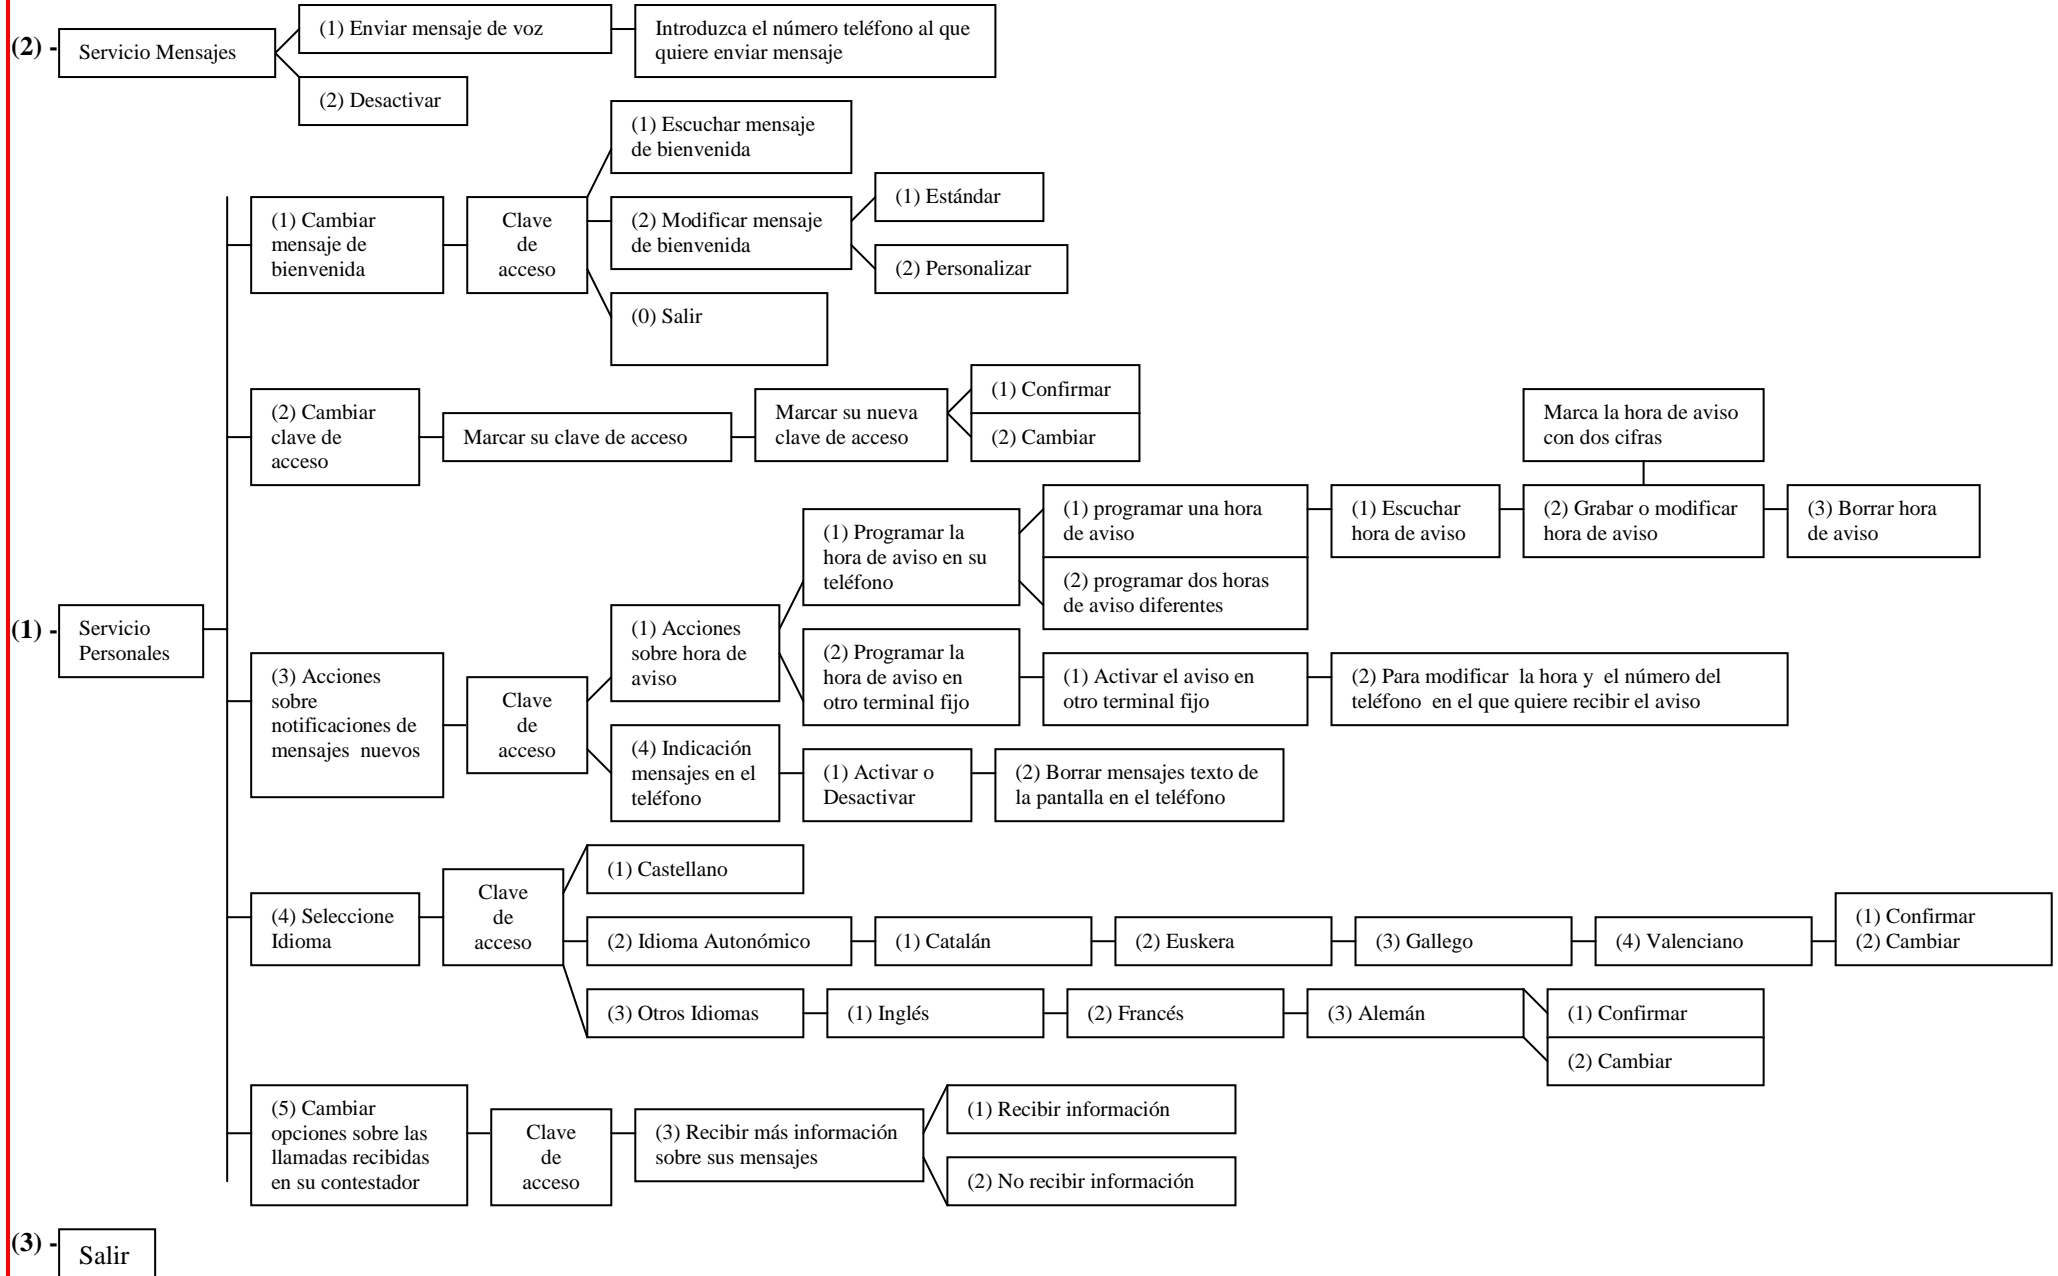 (2) -
Servicio Mensajes
(1) Enviar mensaje de voz
Introduzca el número teléfono al que
quiere enviar mensaje
(2) Desactivar
(1) -
Servicio
Personales
(1) Cambiar
mensaje de
bienvenida
Clave
de
acceso
(1) Escuchar mensaje
de bienvenida
(2) Modificar mensaje
de bienvenida
(1) Estándar
(2) Personalizar
(0) Salir
(2) Cambiar
clave de
acceso
Marcar su clave de acceso
Marcar su nueva
clave de acceso
(1) Confirmar
(2) Cambiar
(3) Acciones
sobre
notificaciones de
mensajes  nuevos
Clave
de
acceso
(1) Acciones
sobre hora de
aviso
(1) Programar la
hora de aviso en su
teléfono
(1) programar una hora
de aviso
(1) Escuchar
hora de aviso
Marca la hora de aviso
con dos cifras
(2) Grabar o modificar
hora de aviso
(3) Borrar hora
de aviso
(2) programar dos horas
de aviso diferentes
(2) Programar la
hora de aviso en
otro terminal fijo
(1) Activar el aviso en
otro terminal fijo
(2) Para modificar  la hora y  el número del
teléfono  en el que quiere recibir el aviso
(4) Indicación
mensajes en el
teléfono
(1) Activar o
Desactivar
(2) Borrar mensajes texto de
la pantalla en el teléfono
(4) Seleccione
Idioma
Clave
de
acceso
(1) Castellano
(2) Idioma Autonómico
(1) Catalán
(2) Euskera
(3) Gallego
(4) Valenciano
(1) Confirmar
(2) Cambiar
(3) Otros Idiomas
(1) Inglés
(2) Francés
(3) Alemán
(1) Confirmar
(2) Cambiar
(5) Cambiar
opciones sobre las
llamadas recibidas
en su contestador
Clave
de
acceso
(3) Recibir más información
sobre sus mensajes
(1) Recibir información
(2) No recibir información
(3) -
Salir